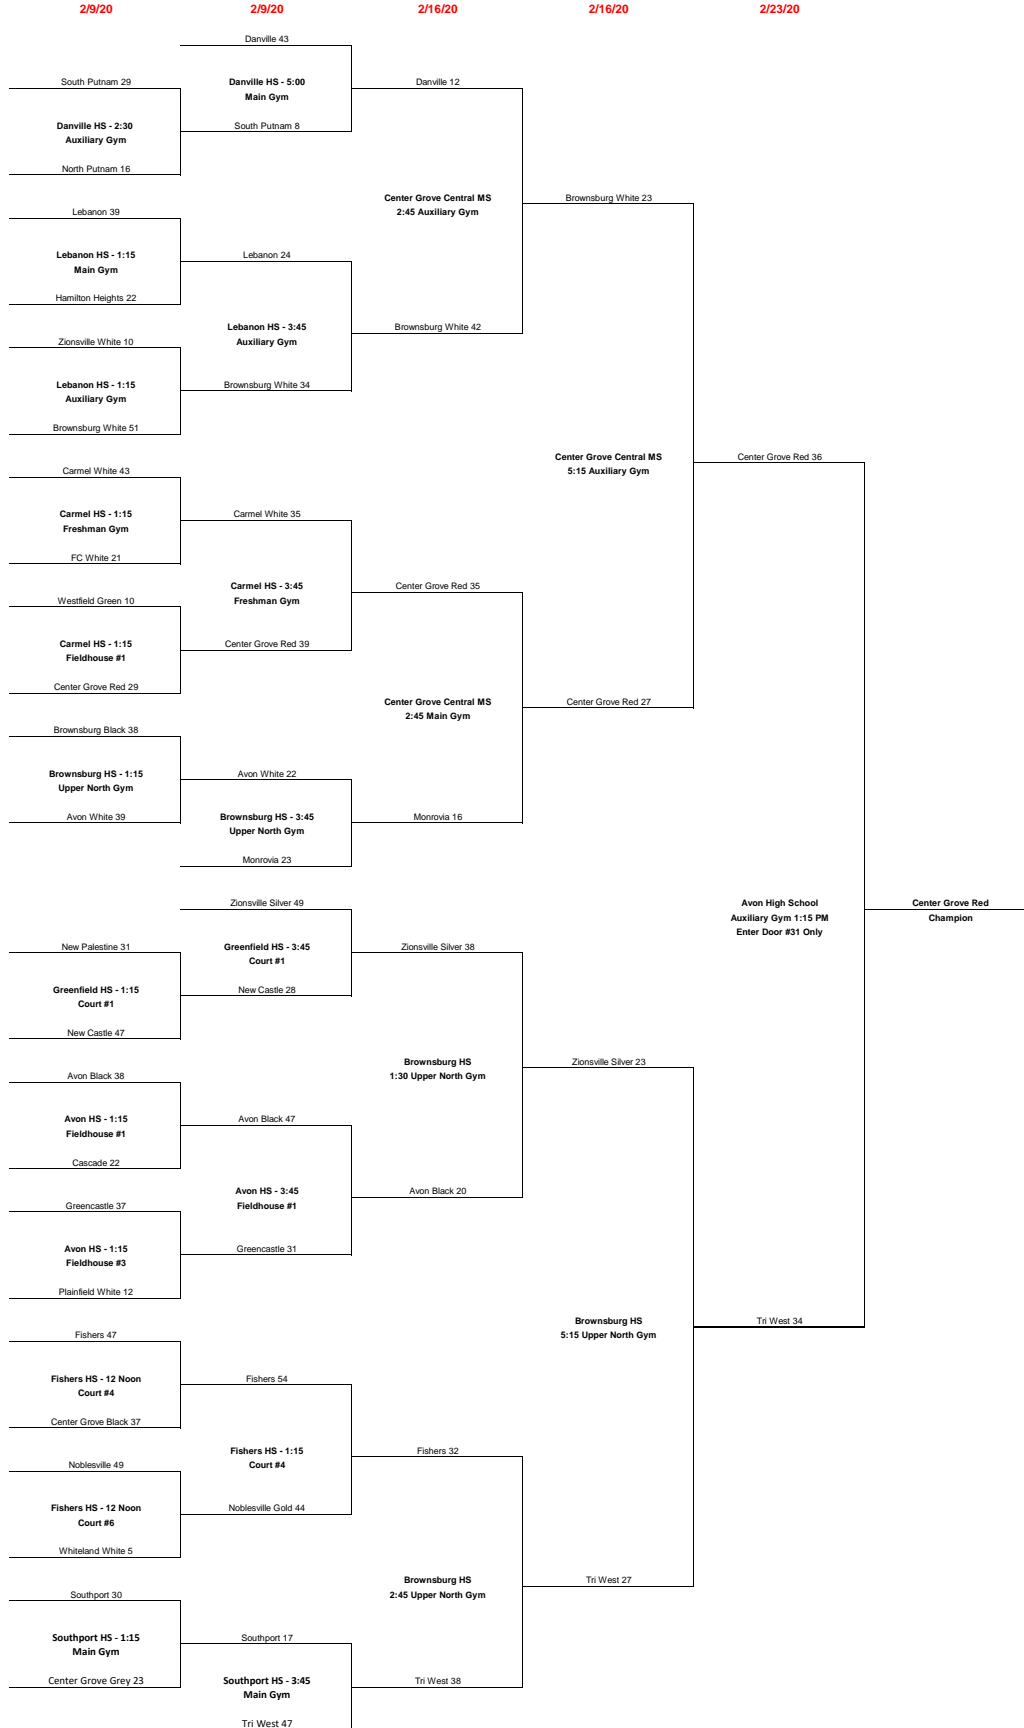 2/9/20
2/9/20
2/16/20
2/16/20
2/23/20
Danville 43
South Putnam 29
Danville HS - 5:00
Main Gym
Danville 12
Danville HS - 2:30
Auxiliary Gym
South Putnam 8
North Putnam 16
Center Grove Central MS
2:45 Auxiliary Gym
Brownsburg White 23
Lebanon 39
Lebanon HS - 1:15
Main Gym
Lebanon 24
Hamilton Heights 22
Lebanon HS - 3:45
Auxiliary Gym
Brownsburg White 42
Zionsville White 10
Lebanon HS - 1:15
Auxiliary Gym
Brownsburg White 34
Brownsburg White 51
Center Grove Central MS
5:15 Auxiliary Gym
Center Grove Red 36
Carmel White 43
Carmel HS - 1:15
Freshman Gym
Carmel White 35
FC White 21
Carmel HS - 3:45
Freshman Gym
Center Grove Red 35
Westfield Green 10
Carmel HS - 1:15
Fieldhouse #1
Center Grove Red 39
Center Grove Red 29
Center Grove Central MS
2:45 Main Gym
Center Grove Red 27
Brownsburg Black 38
Brownsburg HS - 1:15
Upper North Gym
Avon White 22
Avon White 39
Brownsburg HS - 3:45
Upper North Gym
Monrovia 16
Monrovia 23
Zionsville Silver 49
Avon High School
Auxiliary Gym 1:15 PM
Enter Door #31 Only
Center Grove Red
Champion
New Palestine 31
Greenfield HS - 3:45
Court #1
Zionsville Silver 38
Greenfield HS - 1:15
Court #1
New Castle 28
New Castle 47
Brownsburg HS
1:30 Upper North Gym
Zionsville Silver 23
Avon Black 38
Avon HS - 1:15
Fieldhouse #1
Avon Black 47
Cascade 22
Avon HS - 3:45
Fieldhouse #1
Avon Black 20
Greencastle 37
Avon HS - 1:15
Fieldhouse #3
Greencastle 31
Plainfield White 12
Brownsburg HS
5:15 Upper North Gym
Tri West 34
Fishers 47
Fishers HS - 12 Noon
Court #4
Fishers 54
Center Grove Black 37
Fishers HS - 1:15
Court #4
Fishers 32
Noblesville 49
Fishers HS - 12 Noon
Court #6
Noblesville Gold 44
Whiteland White 5
Brownsburg HS
2:45 Upper North Gym
Tri West 27
Southport 30
Southport HS - 1:15
Main Gym
Southport 17
Center Grove Grey 23
Southport HS - 3:45
Main Gym
Tri West 38
Tri West 47